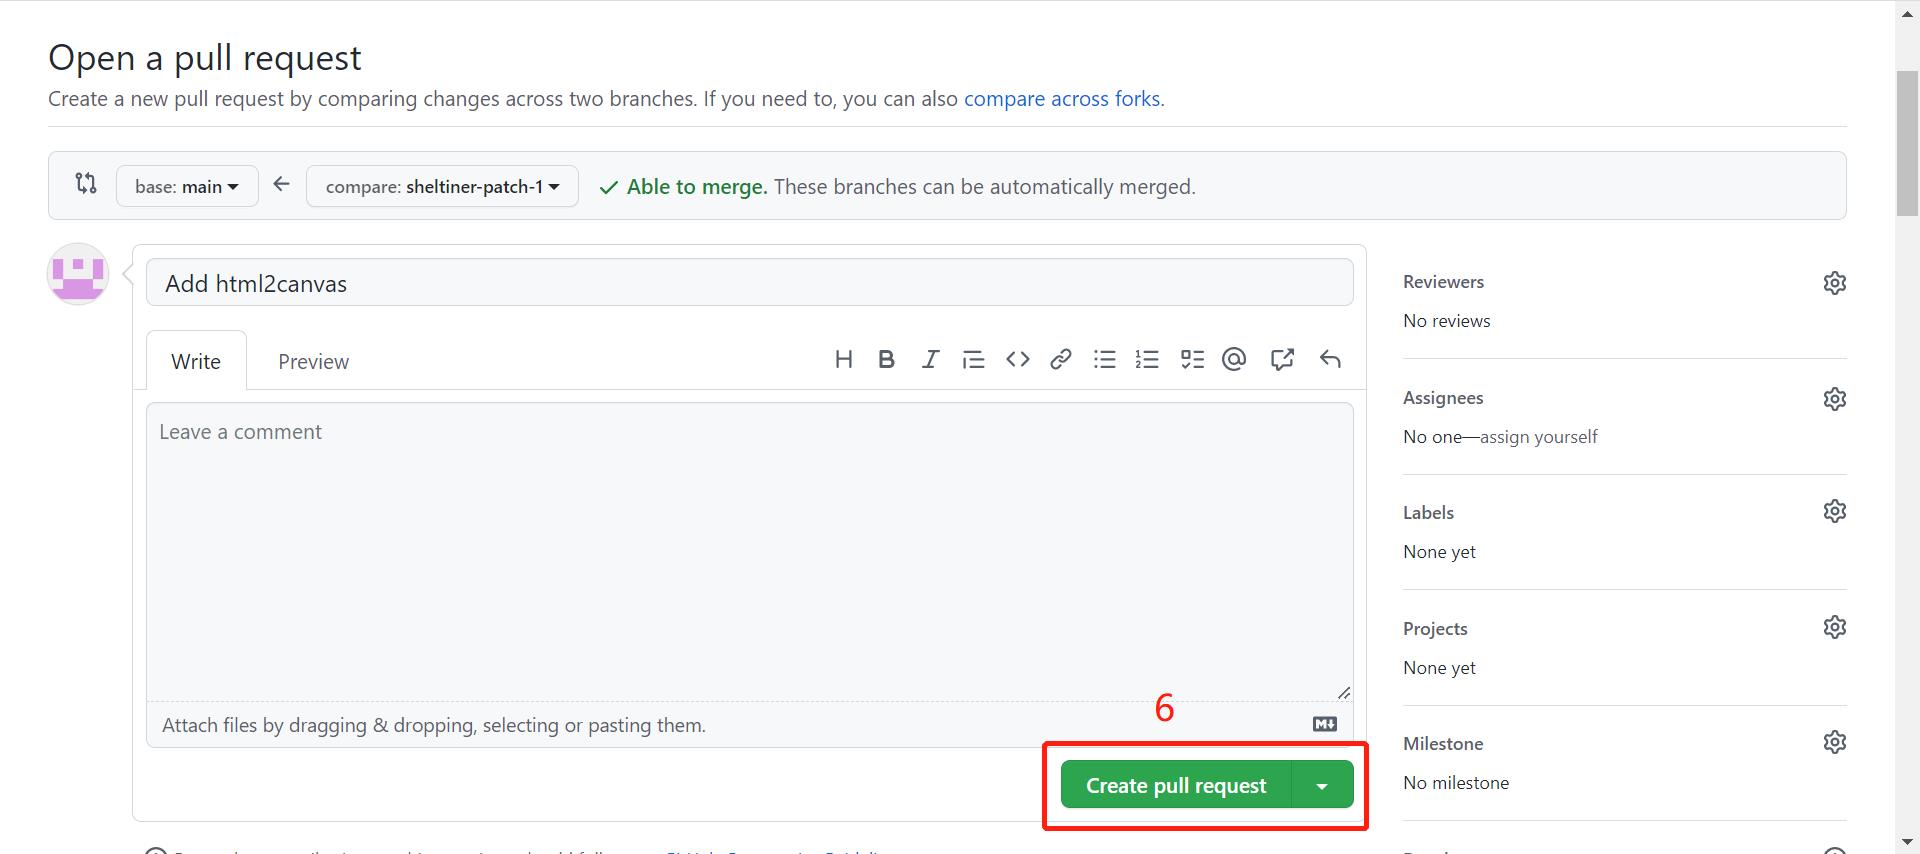 Open a pull request
Create a new pull request by comparing changes across two branches. If you need to, you can also compare across forks.
base: main
compare: sheltiner-patch-1
Able to merge. These branches can be automatically merged.
Add html2canvas
Write
Preview
Leave a comment
Attach files by dragging & dropping, selecting or pasting them.
6
Create pull request
Reviewers
No reviews
Assignees
No one—assign yourself
Labels
None yet
Projects
None yet
Milestone
No milestone